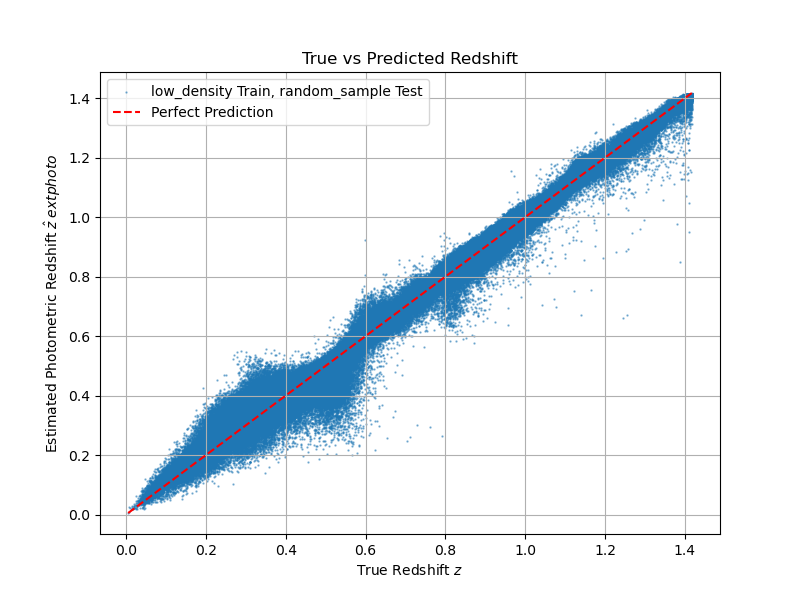 True vs Predicted Redshift
low_density Train, random_sample Test
Perfect Prediction
Estimated Photometric Redshift ẑ extphoto
1.4
1.2
1.0
0.8
0.6
0.4
0.2
0.0
0.0 0.2 0.4 0.6 0.8 1.0 1.2 1.4
True Redshift z